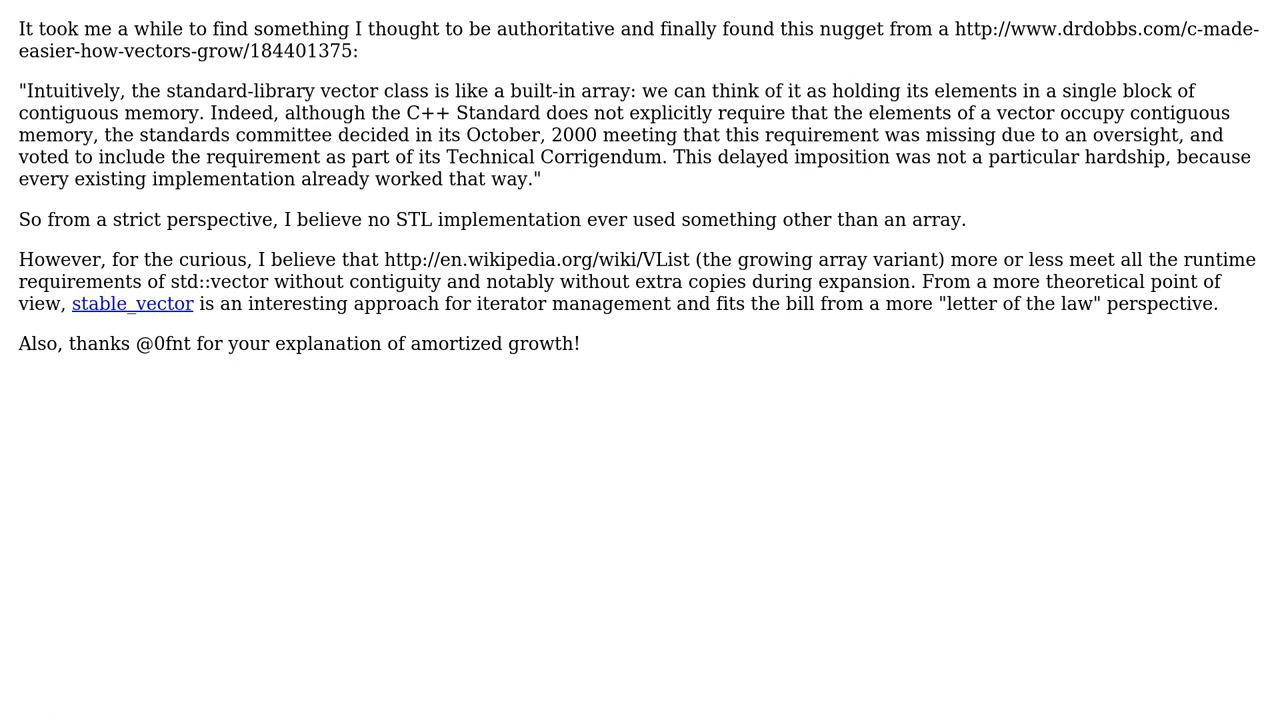 It took me a while to find something I thought to be authoritative and finally found this nugget from a http://www.drdobbs.com/c-made-
easier-how-vectors-grow/184401375:
"Intuitively, the standard-library vector class is like a built-in array: we can think of it as holding its elements in a single block of
contiguous memory. Indeed, although the C++ Standard does not explicitly require that the elements of a vector occupy contiguous
memory, the standards committee decided in its October, 2000 meeting that this requirement was missing due to an oversight, and
voted to include the requirement as part of its Technical Corrigendum. This delayed imposition was not a particular hardship, because
every existing implementation already worked that way."
So from a strict perspective, I believe no STL implementation ever used something other than an array.
However, for the curious, I believe that http://en.wikipedia.org/wiki/VList (the growing array variant) more or less meet all the runtime
requirements of std::vector without contiguity and notably without extra copies during expansion. From a more theoretical point of
view, stable_vector is an interesting approach for iterator management and fits the bill from a more "letter of the law" perspective.
Also, thanks @0fnt for your explanation of amortized growth!